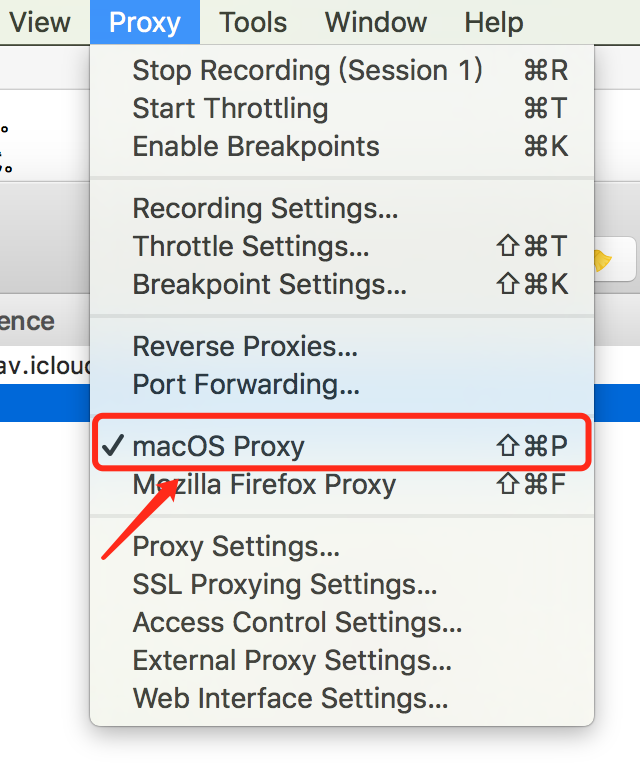 View Proxy Tools Window Help
Stop Recording (Session 1) ⌘R
Start Throttling ⌘T
Enable Breakpoints ⌘K
。
。
Recording Settings...
Throttle Settings... ⇧⌘T
Breakpoint Settings... ⇧⌘K
ence
Reverse Proxies...
av.icloud
Port Forwarding...
✓ macOS Proxy ⇧⌘P
Mozilla Firefox Proxy ⇧⌘F
Proxy Settings...
SSL Proxying Settings...
Access Control Settings...
External Proxy Settings...
Web Interface Settings...